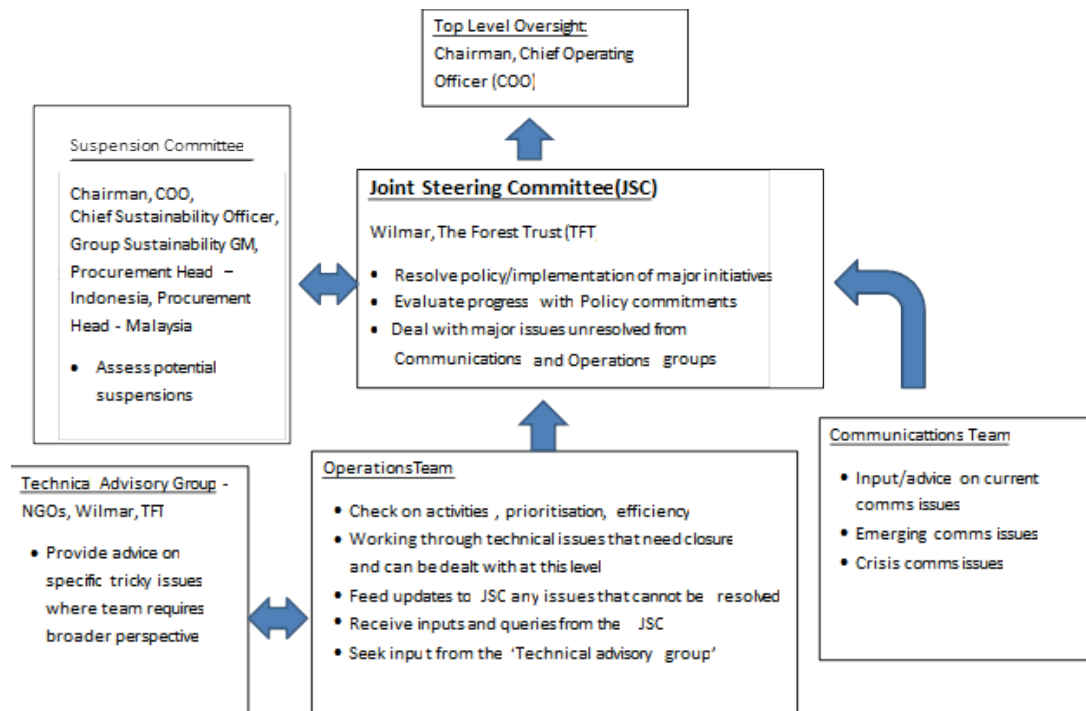 Top Level Oversight:
Chairman, Chief Operating
Officer (COO)
Suspension Committee
Chairman, COO,
Chief Sustainability Officer,
Group Sustainability GM,
Procurement Head –
Indonesia, Procurement
Head - Malaysia
• Assess potential
suspensions
Joint Steering Committee(JSC)
Wilmar, The Forest Trust (TFT)
• Resolve policy/implementation of major initiatives
• Evaluate progress with Policy commitments
• Deal with major issues unresolved from
Communications and Operations groups
Technica Advisory Group -
NGOs, Wilmar, TFT
• Provide advice on
specific tricky issues
where team requires
broader perspective
OperationsTeam
• Check on activities , prioritisation, efficiency
• Working through technical issues that need closure
and can be dealt with at this level
• Feed updates to JSC any issues that cannot be resolved
• Receive inputs and queries from the JSC
• Seek input from the 'Technical advisory group'
Communicattions Team
• Input/advice on current
comms issues
• Emerging comms issues
• Crisis comms issues